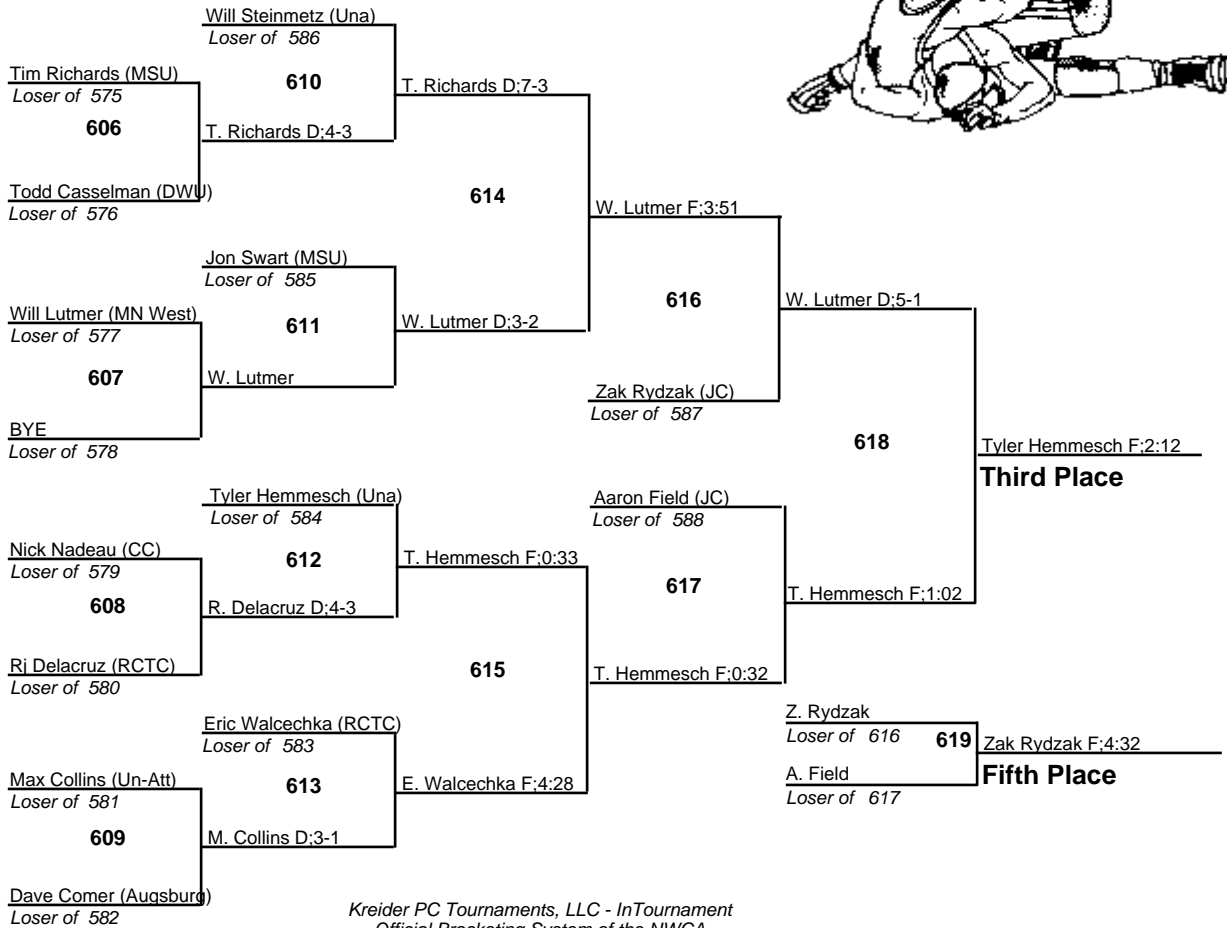 Will Steinmetz (Una)
Loser of 586
Tim Richards (MSU)
Loser of 575
610
T. Richards D;7-3
606
T. Richards D;4-3
Todd Casselman (DWU)
Loser of 576
614
W. Lutmer F;3:51
Jon Swart (MSU)
Loser of 585
Will Lutmer (MN West)
Loser of 577
611
W. Lutmer D;3-2
616
W. Lutmer D;5-1
607
W. Lutmer
Zak Rydzak (JC)
Loser of 587
BYE
Loser of 578
618
Tyler Hemmesch F;2:12
Third Place
Tyler Hemmesch (Una)
Loser of 584
Aaron Field (JC)
Loser of 588
Nick Nadeau (CC)
Loser of 579
612
T. Hemmesch F;0:33
617
608
R. Delacruz D;4-3
T. Hemmesch F;1:02
Rj Delacruz (RCTC)
Loser of 580
615
T. Hemmesch F;0:32
Eric Walcechka (RCTC)
Loser of 583
Z. Rydzak
Loser of 616
619
Zak Rydzak F;4:32
Fifth Place
Max Collins (Un-Att)
Loser of 581
613
E. Walcechka F;4:28
A. Field
Loser of 617
609
M. Collins D;3-1
Dave Comer (Augsburg)
Loser of 582
Kreider PC Tournaments, LLC - InTournament
Official Bracketing System of the NWCA